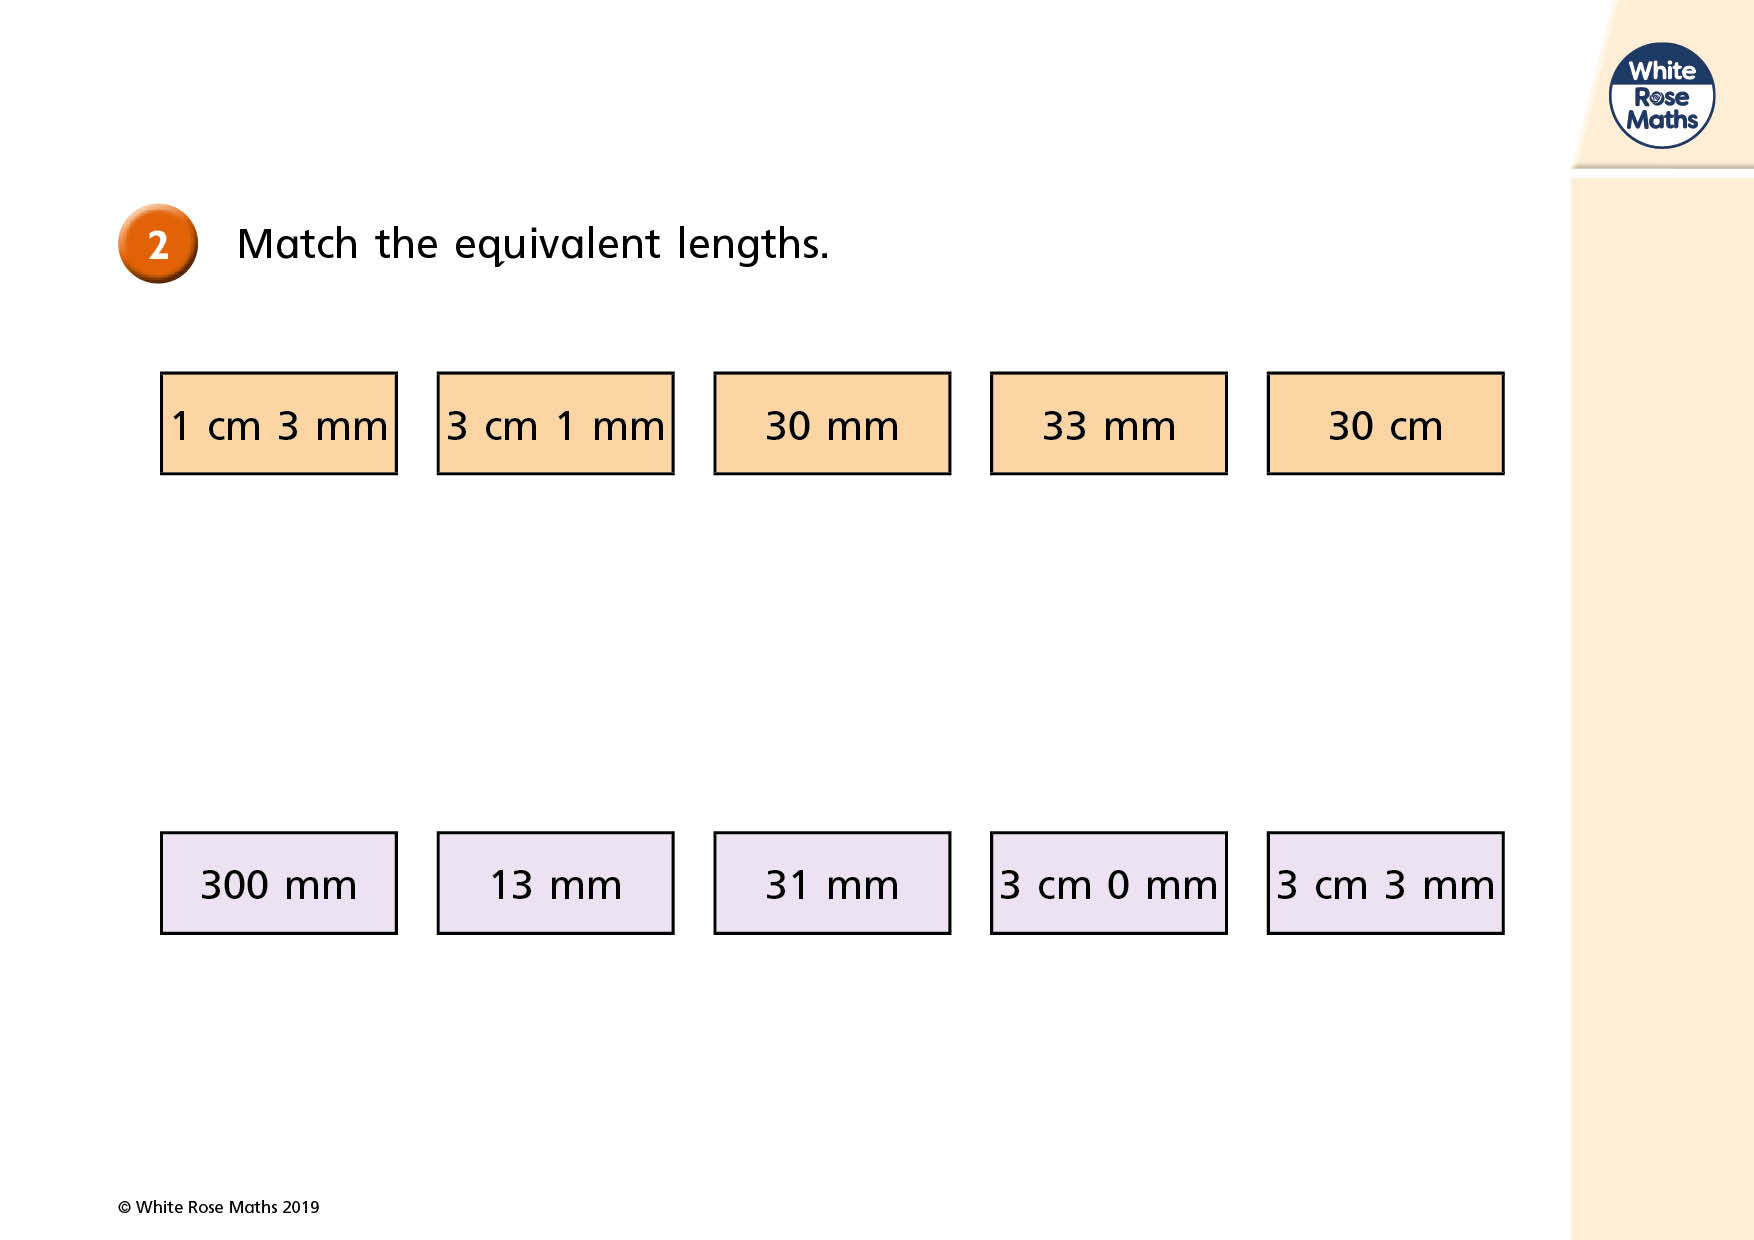 White
Rose
Maths
2 Match the equivalent lengths.
1 cm 3 mm 3 cm 1 mm 30 mm 33 mm 30 cm
300 mm 13 mm 31 mm 3 cm 0 mm 3 cm 3 mm
© White Rose Maths 2019